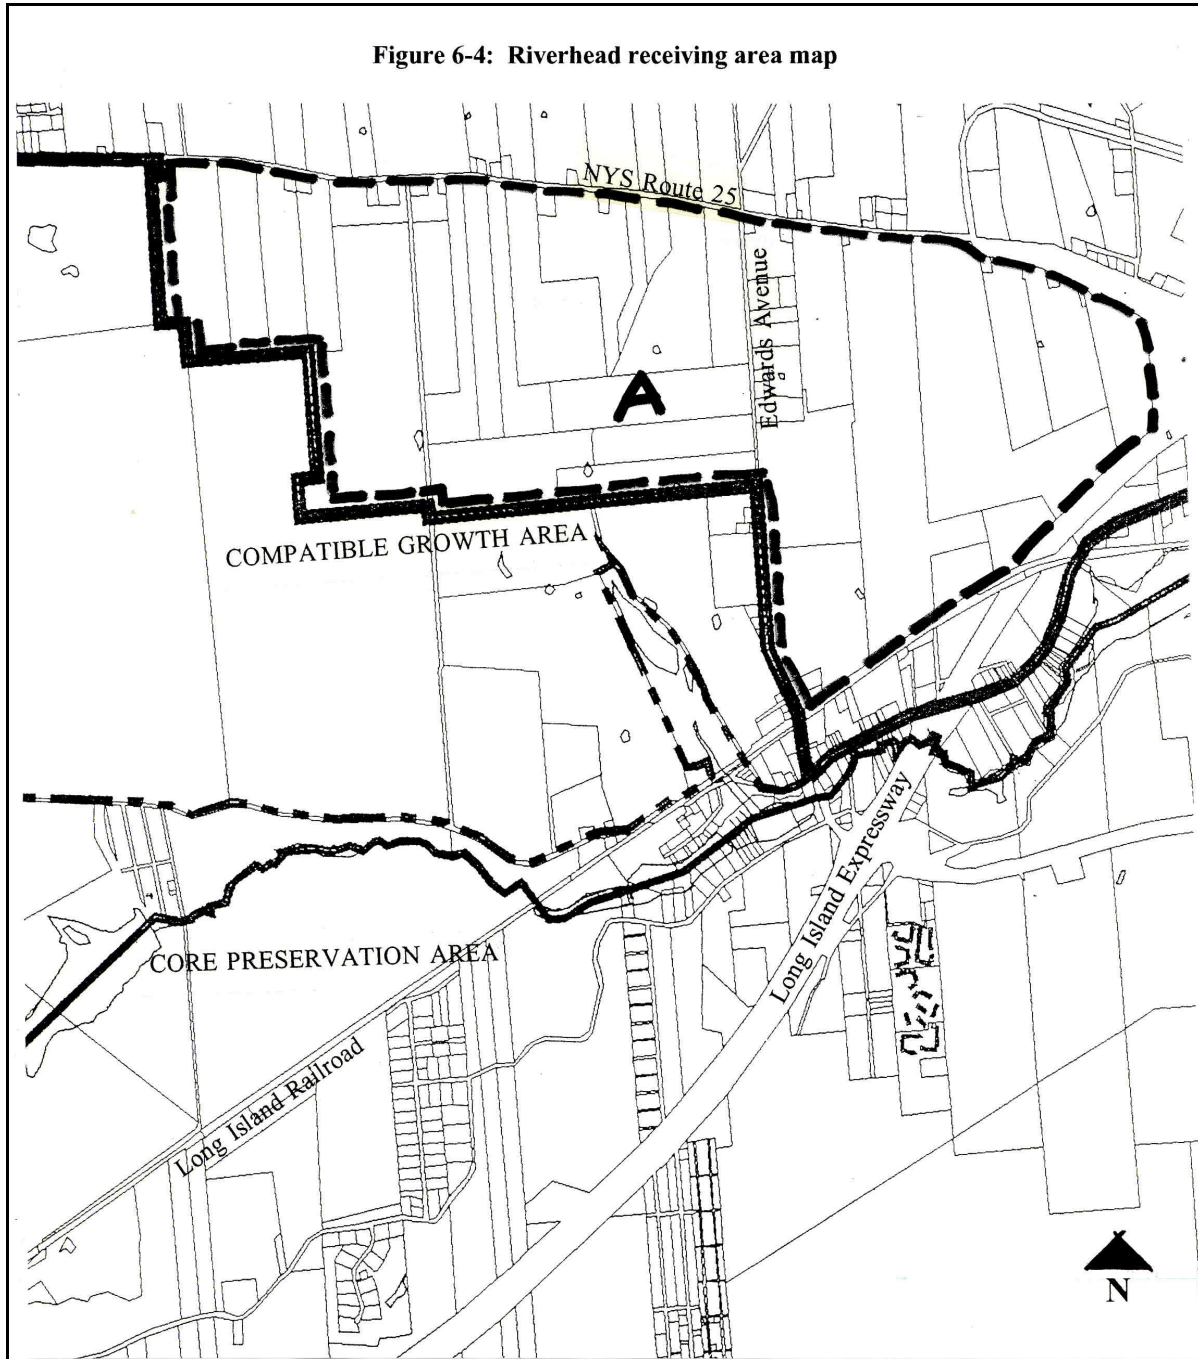 Figure 6-4: Riverhead receiving area map
NYS Route 25
Edwards Avenue
A
COMPATIBLE GROWTH AREA
Long Island Expressway
CORE PRESERVATION AREA
Long Island Railroad
N